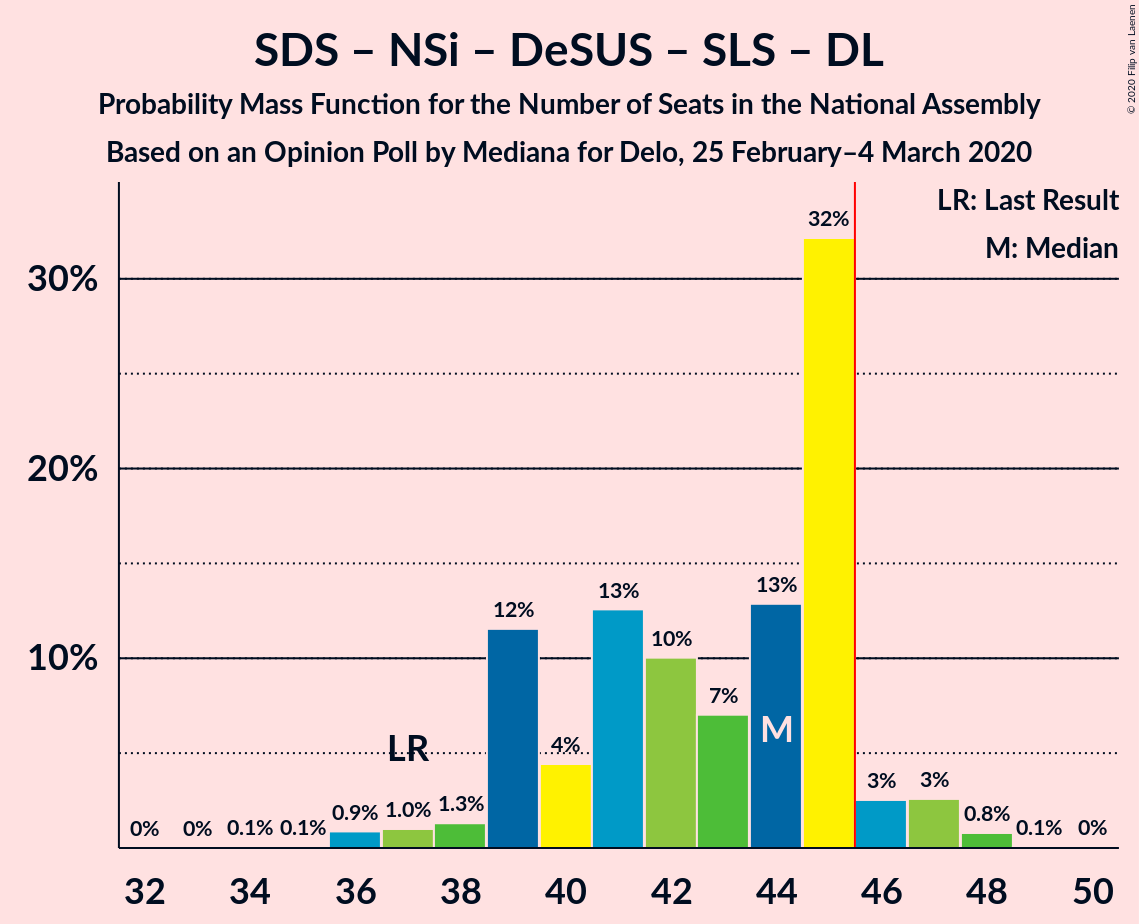 SDS – NSi – DeSUS – SLS – DL
Probability Mass Function for the Number of Seats in the National Assembly
Based on an Opinion Poll by Mediana for Delo, 25 February–4 March 2020
© 2020 Filip van Laenen
LR: Last Result
M: Median
30%
20%
10%
0%
0%
0.1%
0.1%
0.9%
1.0%
1.3%
12%
4%
13%
10%
7%
13%
32%
3%
3%
0.8%
0.1%
0%
LR
M
32 34 36 38 40 42 44 46 48 50